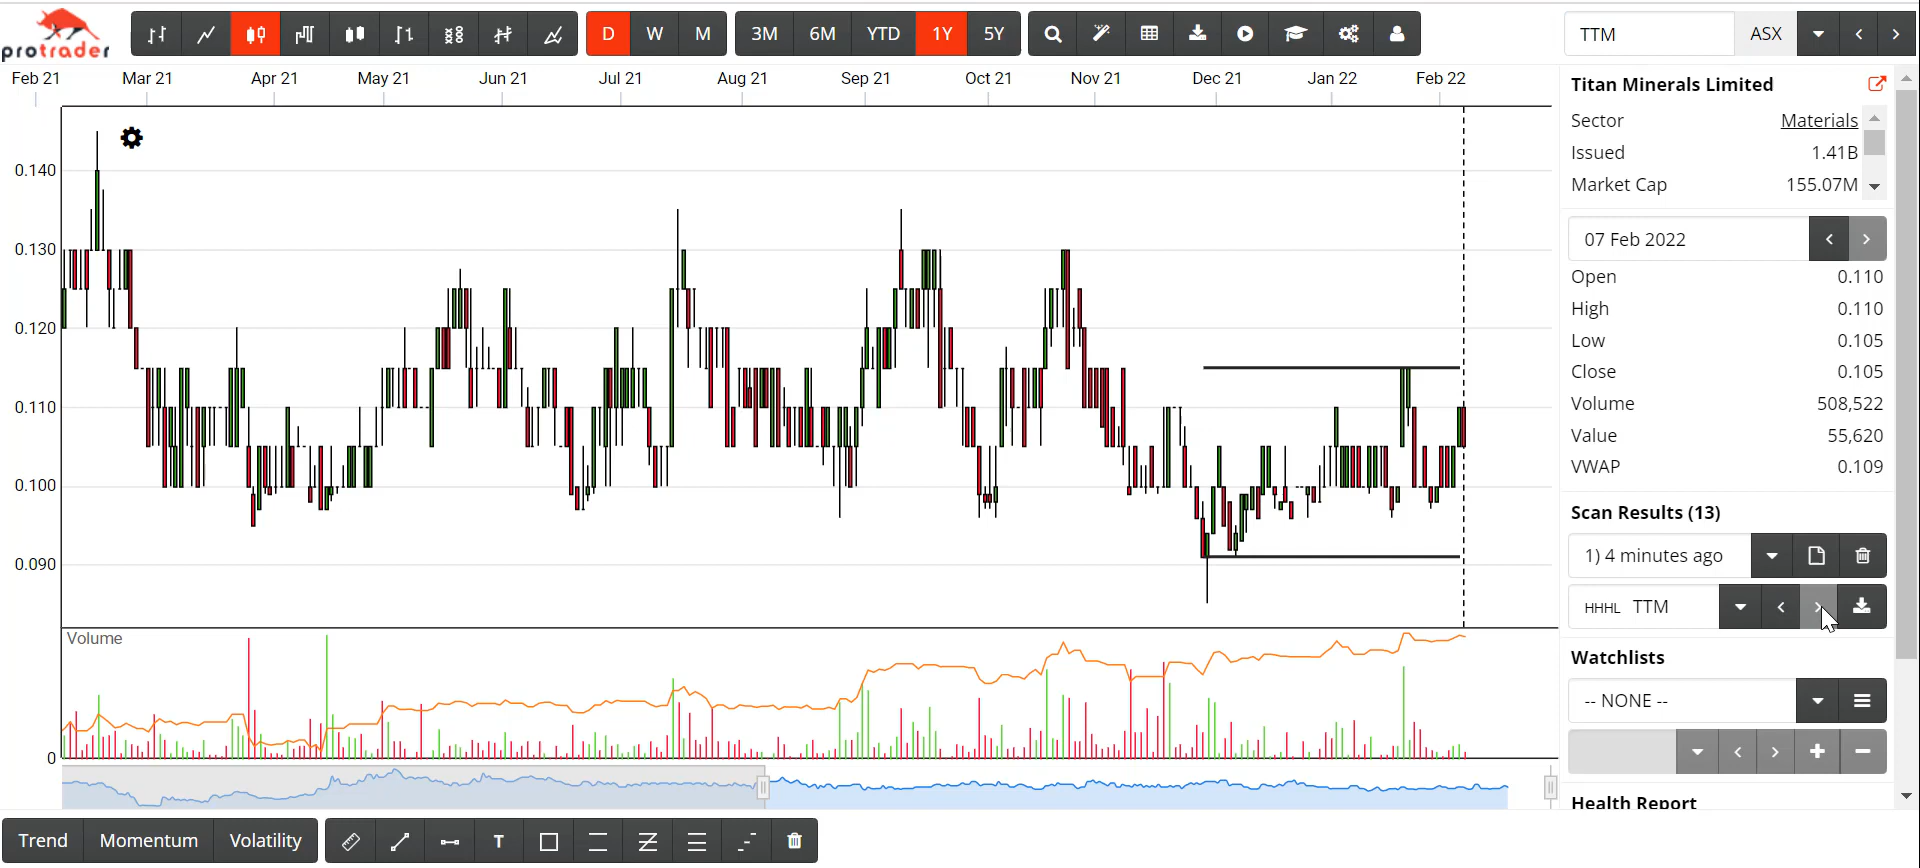 protrader
D W M
3M 6M YTD 1Y 5Y
TTM ASX
Feb 21 Mar 21 Apr 21 May 21 Jun 21 Jul 21 Aug 21 Sep 21 Oct 21 Nov 21 Dec 21 Jan 22 Feb 22
0.140
0.130
0.120
0.110
0.100
0.090
Volume
0
Titan Minerals Limited
Sector Materials
Issued 1.41B
Market Cap 155.07M
07 Feb 2022
Open 0.110
High 0.110
Low 0.105
Close 0.105
Volume 508,522
Value 55,620
VWAP 0.109
Scan Results (13)
1) 4 minutes ago
HHHL TTM
Watchlists
-- NONE --
Health Report
Trend Momentum Volatility
T